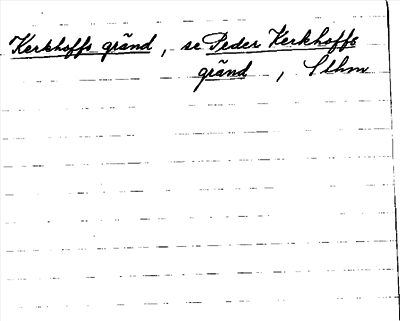 Kerkhoffs gränd, se Peder Kerkhoffs
gränd, Sthm